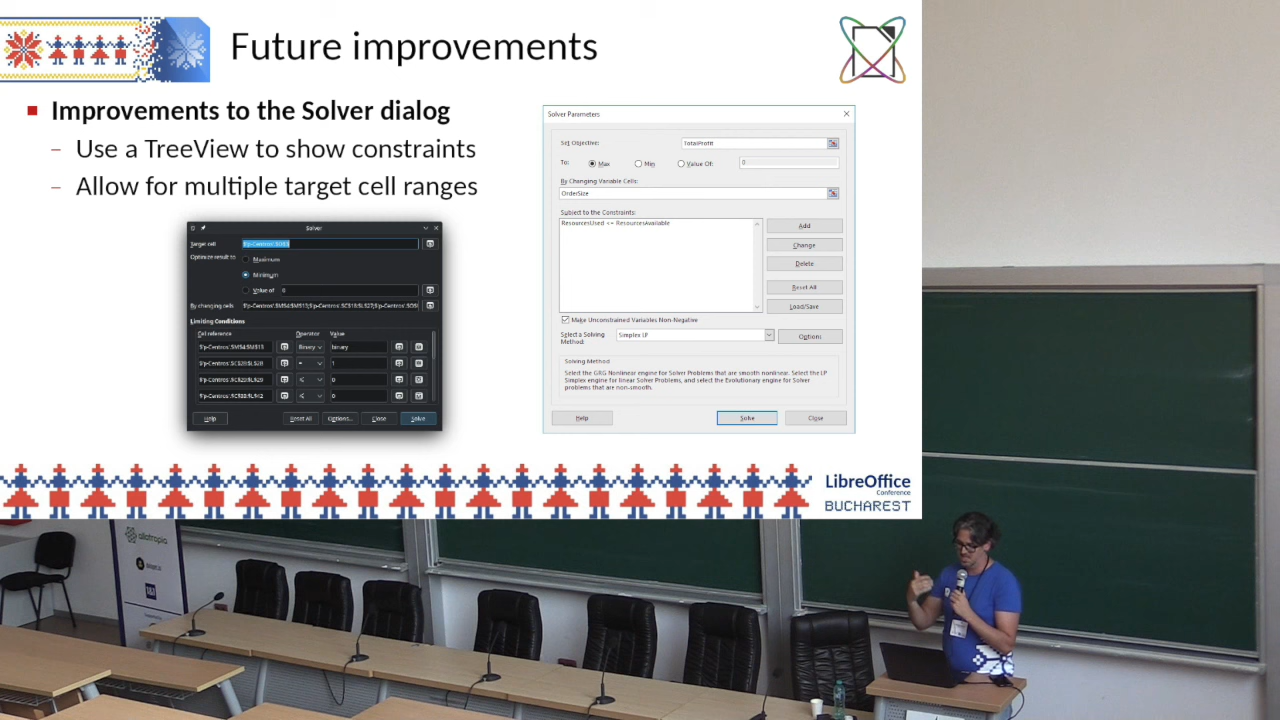 Future improvements
Improvements to the Solver dialog
– Use a TreeView to show constraints
– Allow for multiple target cell ranges
Solver
Target cell
Optimize result to
Maximum
Minimum
Value of 0
By changing cells
Limiting Conditions
Cell reference Operator Value
Binary binary
= 1
≤ 0
≤ 0
Help Reset All Options... Close Solve
Solver Parameters
Set Objective: TotalProfit
To: Max Min Value Of: 0
By Changing Variable Cells:
OrderSize
Subject to the Constraints:
ResourcesUsed <= ResourcesAvailable
Add
Change
Delete
Reset All
Load/Save
Make Unconstrained Variables Non-Negative
Select a Solving Method: Simplex LP Options
Solving Method
Select the GRG Nonlinear engine for Solver Problems that are smooth nonlinear. Select the LP
Simplex engine for linear Solver Problems, and select the Evolutionary engine for Solver
problems that are non-smooth.
Help Solve Close
LibreOffice
Conference
BUCHAREST
allotropia